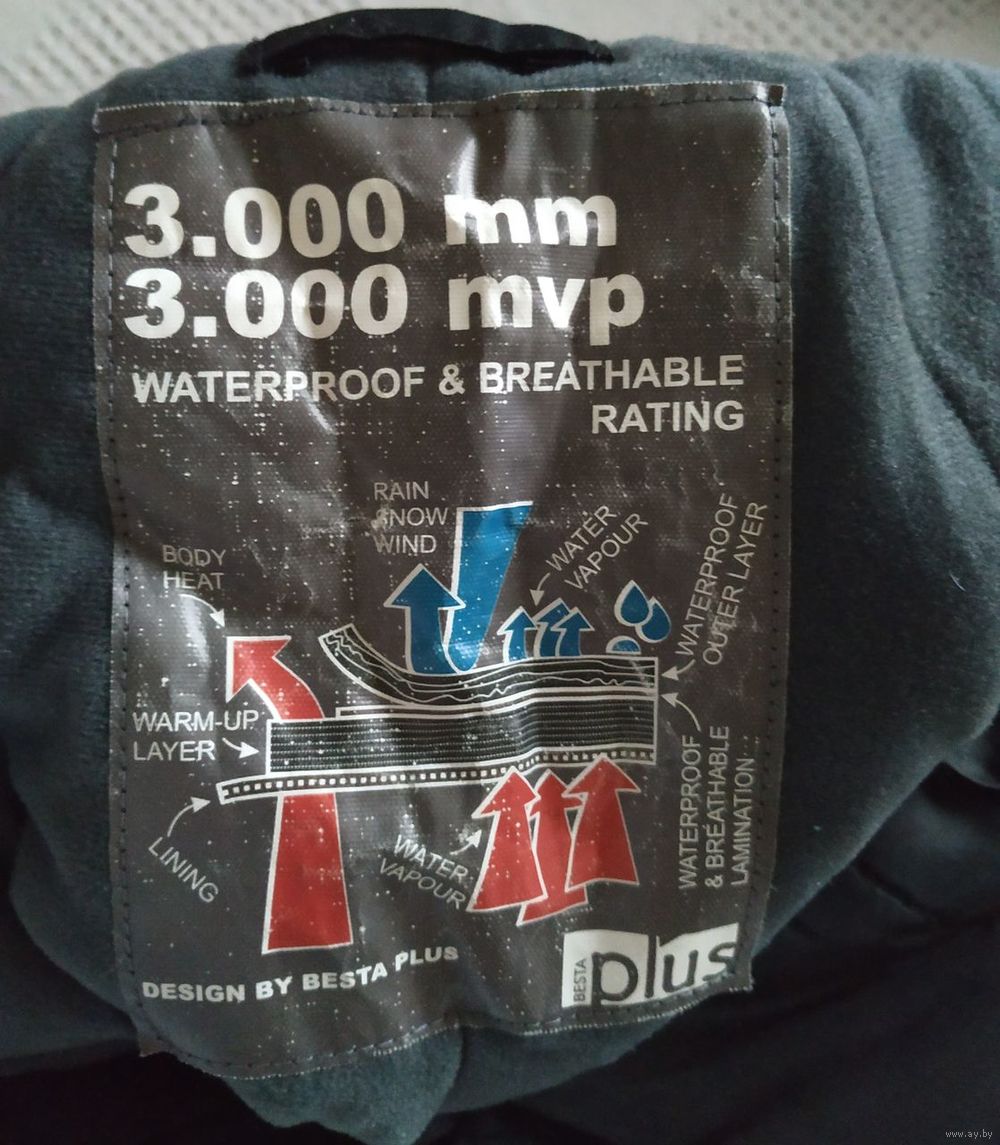 3.000 mm
3.000 mvp
WATERPROOF & BREATHABLE
RATING
RAIN
SNOW
WIND
WATER
VAPOUR
BODY
HEAT
WATERPROOF
OUTER LAYER
WARM-UP
LAYER
LINING
WATER
VAPOUR
WATERPROOF
& BREATHABLE
LAMINATION
DESIGN BY BESTA PLUS
BESTA
plus
www.ay.by